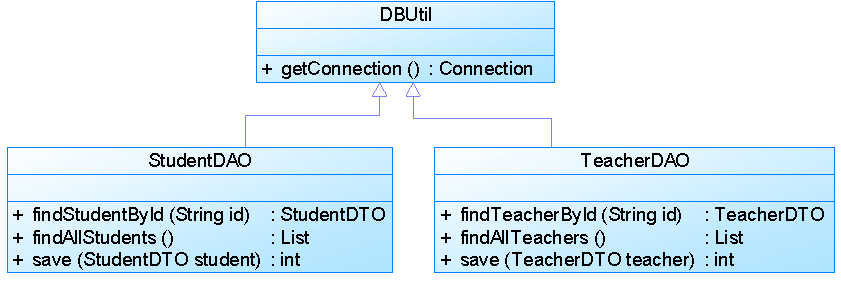 DBUtil
+ getConnection () : Connection
StudentDAO
+ findStudentById (String id) : StudentDTO
+ findAllStudents () : List
+ save (StudentDTO student) : int
TeacherDAO
+ findTeacherById (String id) : TeacherDTO
+ findAllTeachers () : List
+ save (TeacherDTO teacher) : int